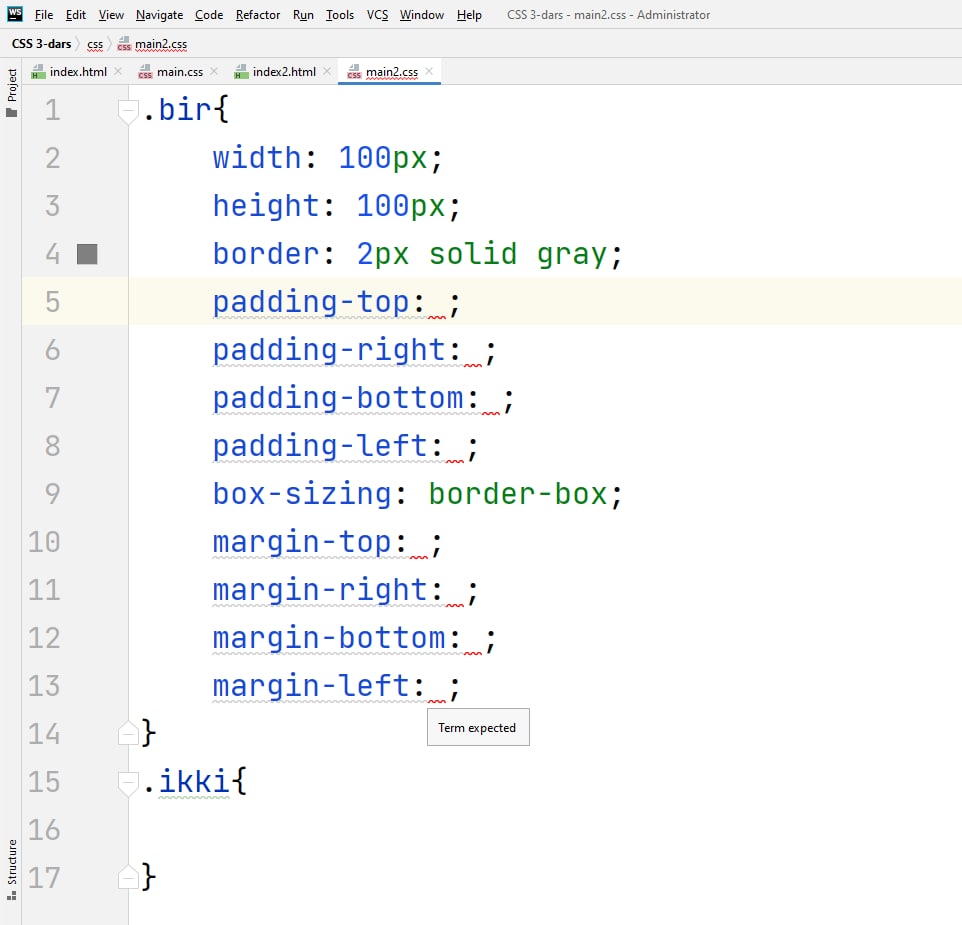 WS File Edit View Navigate Code Refactor Run Tools VCS Window Help CSS 3-dars - main2.css - Administrator
CSS 3-dars css main2.css
index.html main.css index2.html main2.css
Project
1 .bir{
2 width: 100px;
3 height: 100px;
4 border: 2px solid gray;
5 padding-top: ;
6 padding-right: ;
7 padding-bottom: ;
8 padding-left: ;
9 box-sizing: border-box;
10 margin-top: ;
11 margin-right: ;
12 margin-bottom: ;
13 margin-left: ;
Term expected
14 }
15 .ikki{
16
17 }
Structure